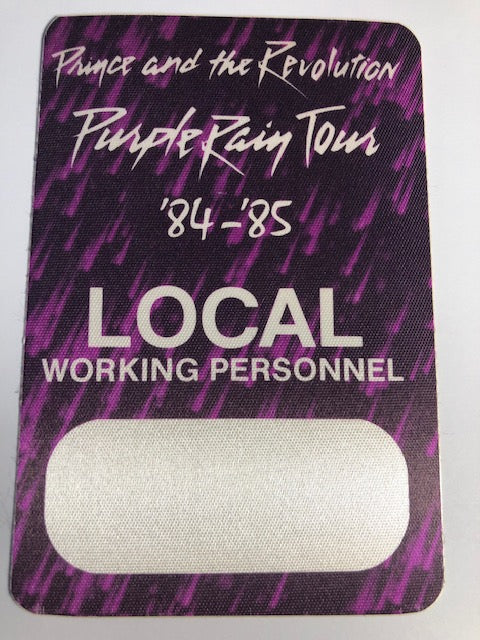 Prince and the Revolution
Purple Rain Tour
'84-'85
LOCAL
WORKING PERSONNEL